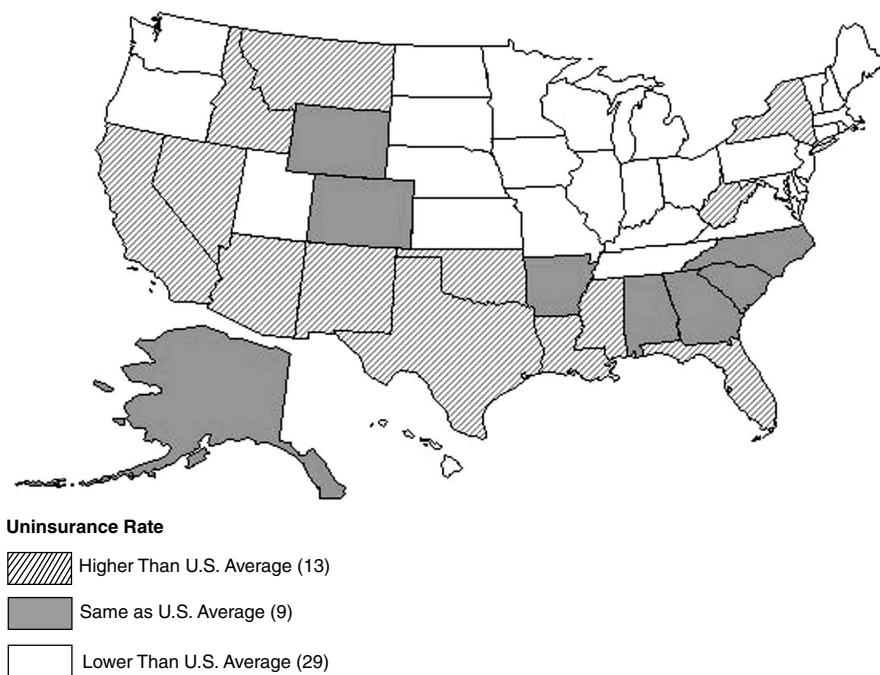 Uninsurance Rate
Higher Than U.S. Average (13)
Same as U.S. Average (9)
Lower Than U.S. Average (29)